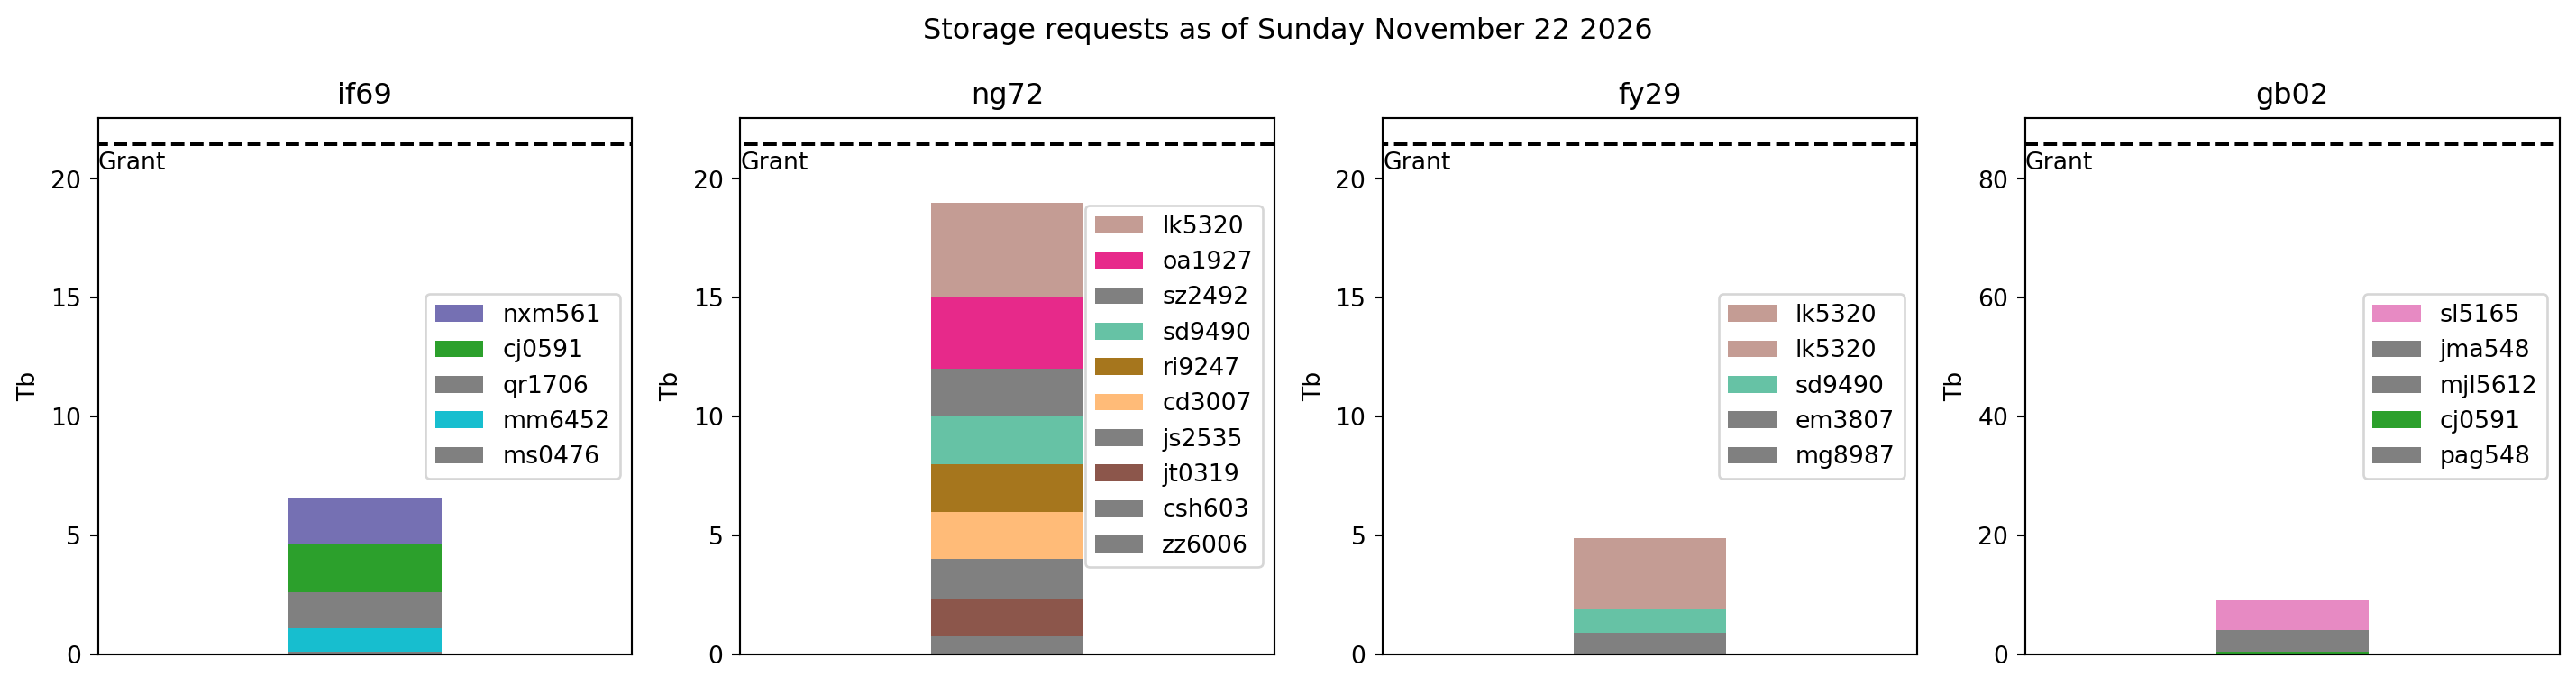 Storage requests as of Sunday November 22 2026
if69
Grant
20
15
10
5
0
Tb
nxm561
cj0591
qr1706
mm6452
ms0476
ng72
Grant
20
15
10
5
0
Tb
lk5320
oa1927
sz2492
sd9490
ri9247
cd3007
js2535
jt0319
csh603
zz6006
fy29
Grant
20
15
10
5
0
Tb
lk5320
lk5320
sd9490
em3807
mg8987
gb02
Grant
80
60
40
20
0
Tb
sl5165
jma548
mjl5612
cj0591
pag548